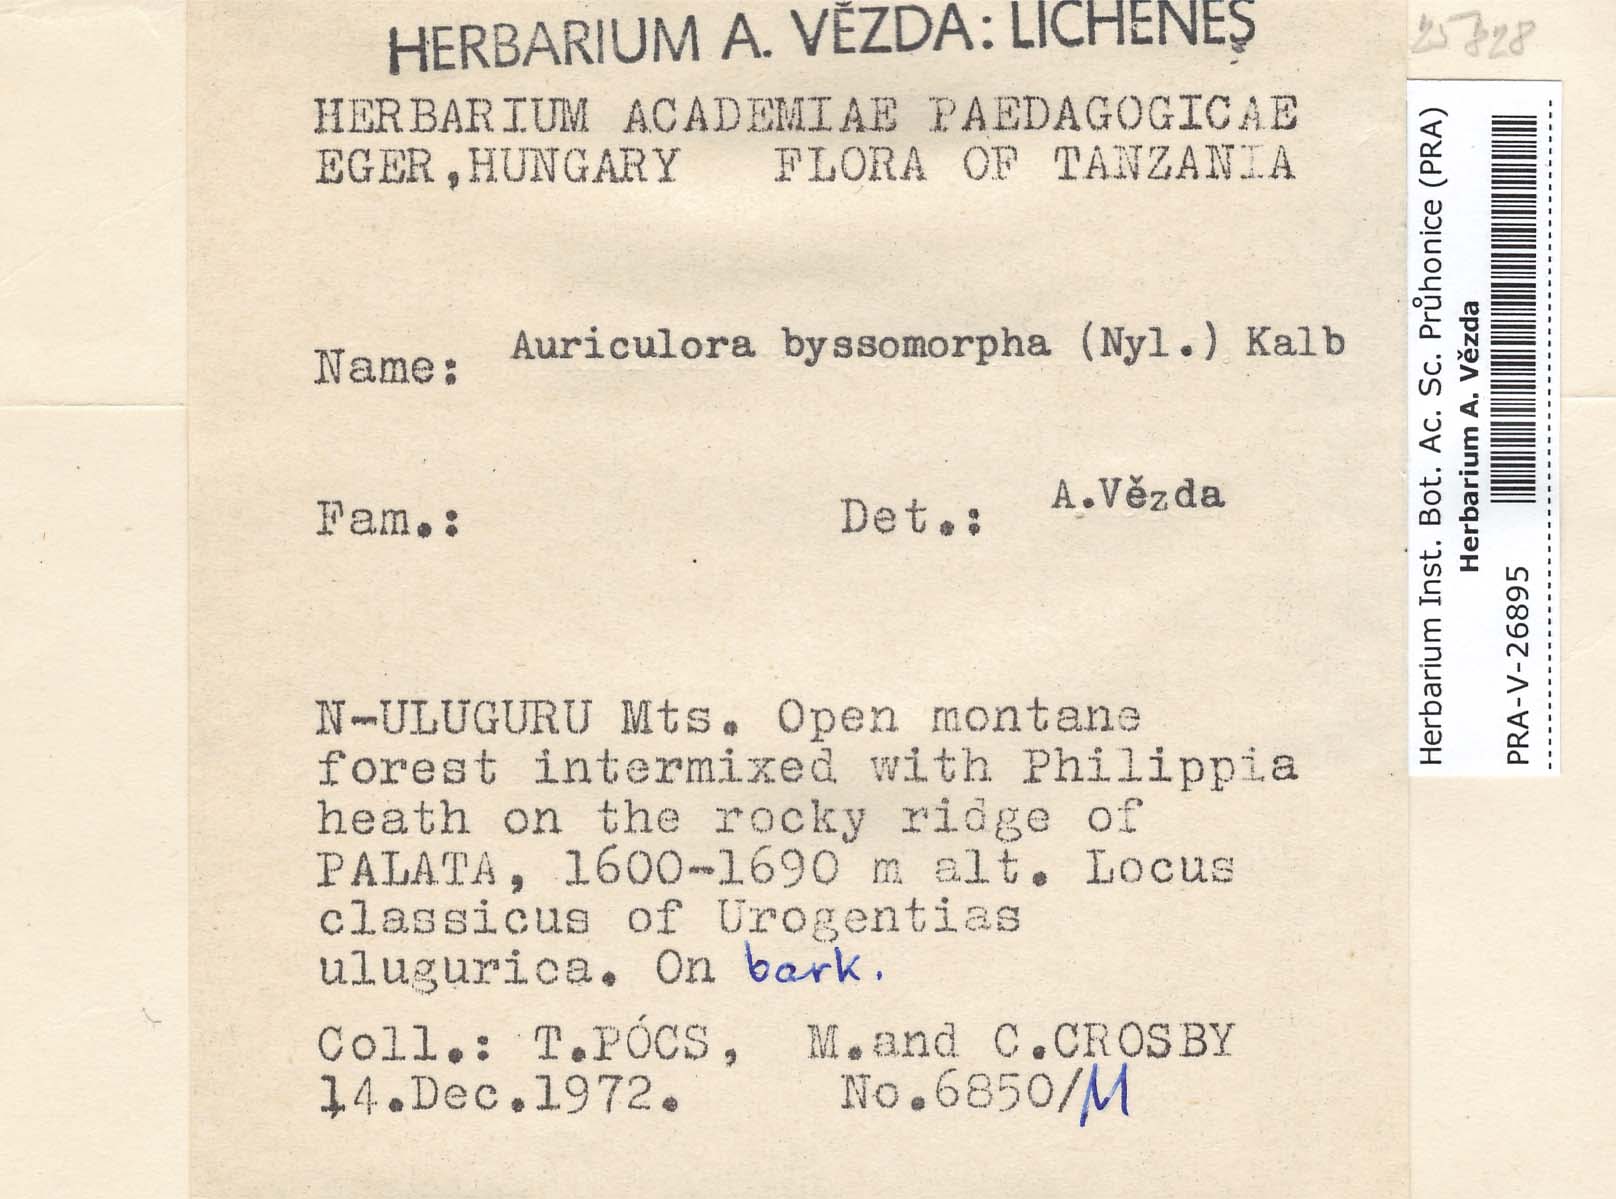 HERBARIUM A. VĚZDA: LICHENES
HERBARIUM ACADEMIAE PAEDAGOGICAE
EGER, HUNGARY FLORA OF TANZANIA
Name: Auriculora byssomorpha (Nyl.) Kalb
Fam.: Det.: A.Vězda
N-ULUGURU Mts. Open montane
forest intermixed with Philippia
heath on the rocky ridge of
PALATA, 1600-1690 m alt. Locus
classicus of Urogentias
ulugurica. On bark.
Coll.: T.PÓCS, M.and C.CROSBY
14.Dec.1972. No.6850/M
Herbarium Inst. Bot. Ac. Sc. Průhonice (PRA)
Herbarium A. Vězda
PRA-V-26895